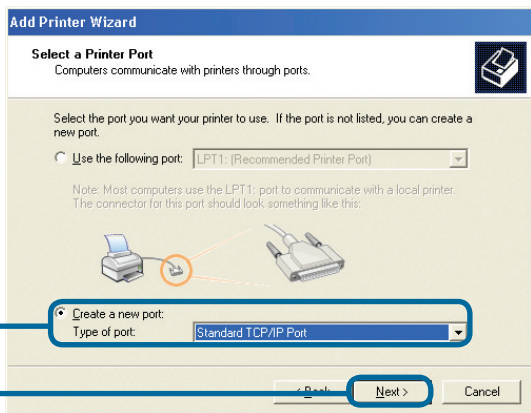 Add Printer Wizard
Select a Printer Port
Computers communicate with printers through ports.
Select the port you want your printer to use. If the port is not listed, you can create a
new port.
Use the following port: LPT1: (Recommended Printer Port)
Note: Most computers use the LPT1: port to communicate with a local printer.
The connector for this port should look something like this:
Create a new port:
Type of port: Standard TCP/IP Port
< Back Next > Cancel